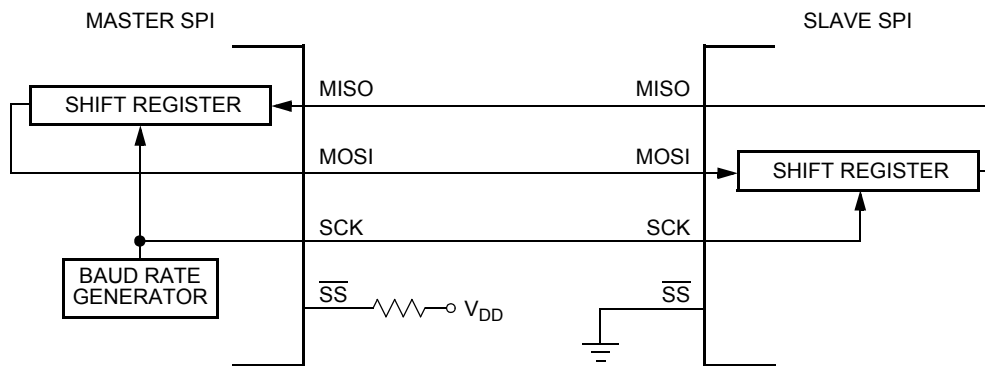 MASTER SPI
SLAVE SPI
SHIFT REGISTER
MISO
MISO
MOSI
MOSI
SHIFT REGISTER
SCK
SCK
BAUD RATE
GENERATOR
SS
VDD
SS